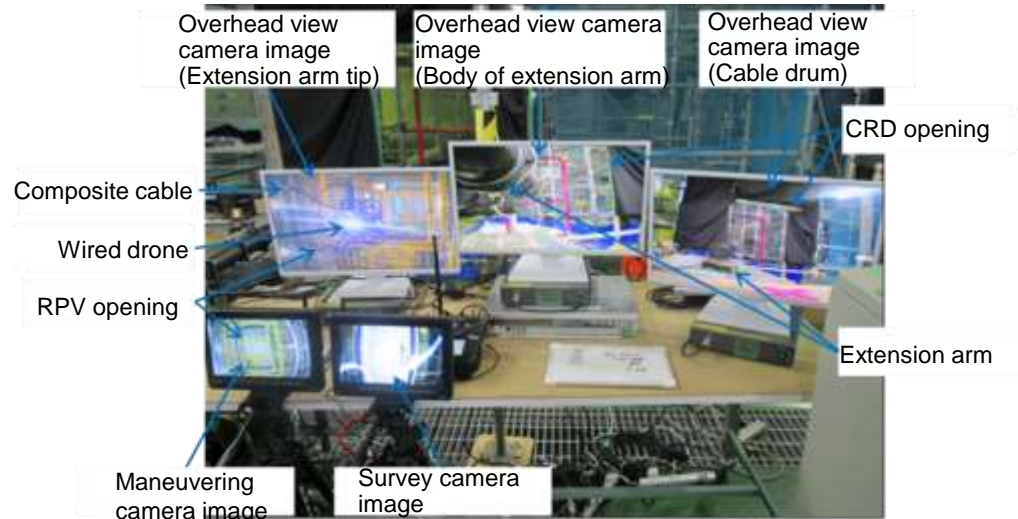 Overhead view
camera image
(Extension arm tip)
Overhead view camera
image
(Body of extension arm)
Overhead view
camera image
(Cable drum)
CRD opening
Composite cable
Wired drone
RPV opening
Extension arm
Maneuvering
camera image
Survey camera
image